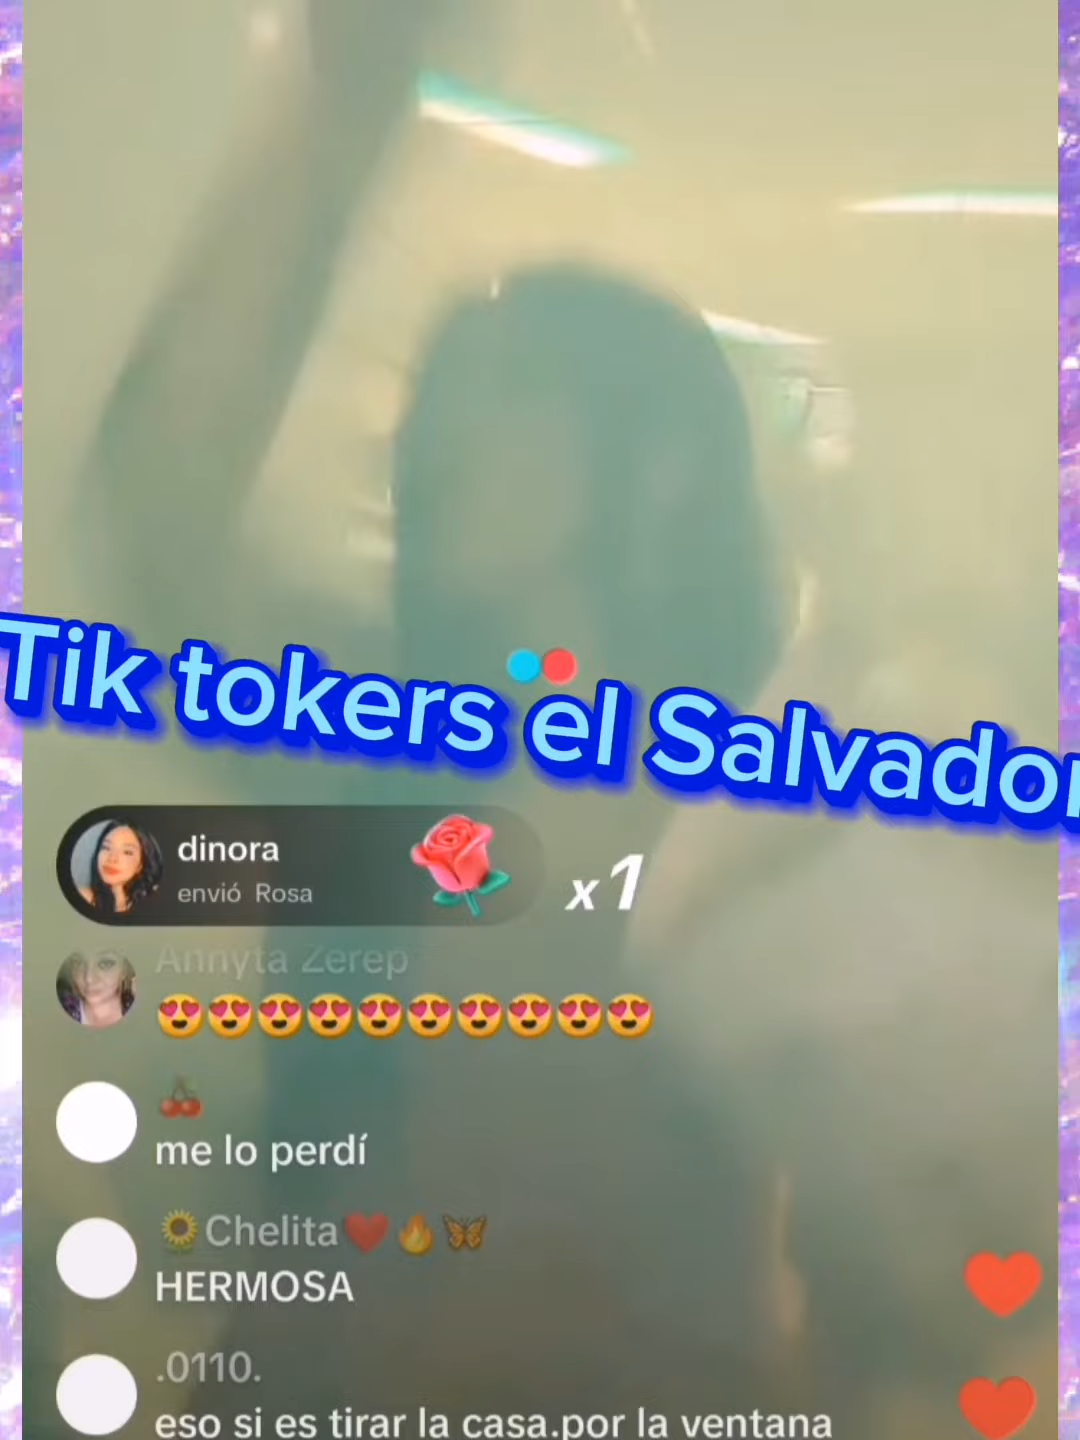 Tik tokers el Salvador
dinora
envió Rosa
x1
Annyta Zerep
😍😍😍😍😍😍😍😍😍😍
🍒
me lo perdí
🌻Chelita❤️🔥🦋
HERMOSA
.0110.
eso si es tirar la casa.por la ventana